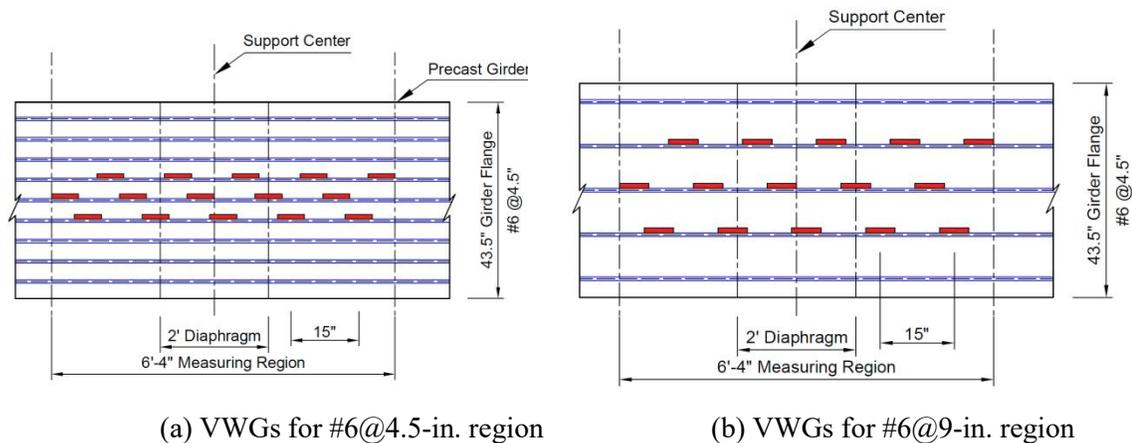 Support Center
Precast Girder
43.5" Girder Flange
#6 @4.5"
2' Diaphragm
15"
6'-4" Measuring Region
(a) VWGs for #6@4.5-in. region
Support Center
43.5" Girder Flange
#6 @4.5"
2' Diaphragm
15"
6'-4" Measuring Region
(b) VWGs for #6@9-in. region